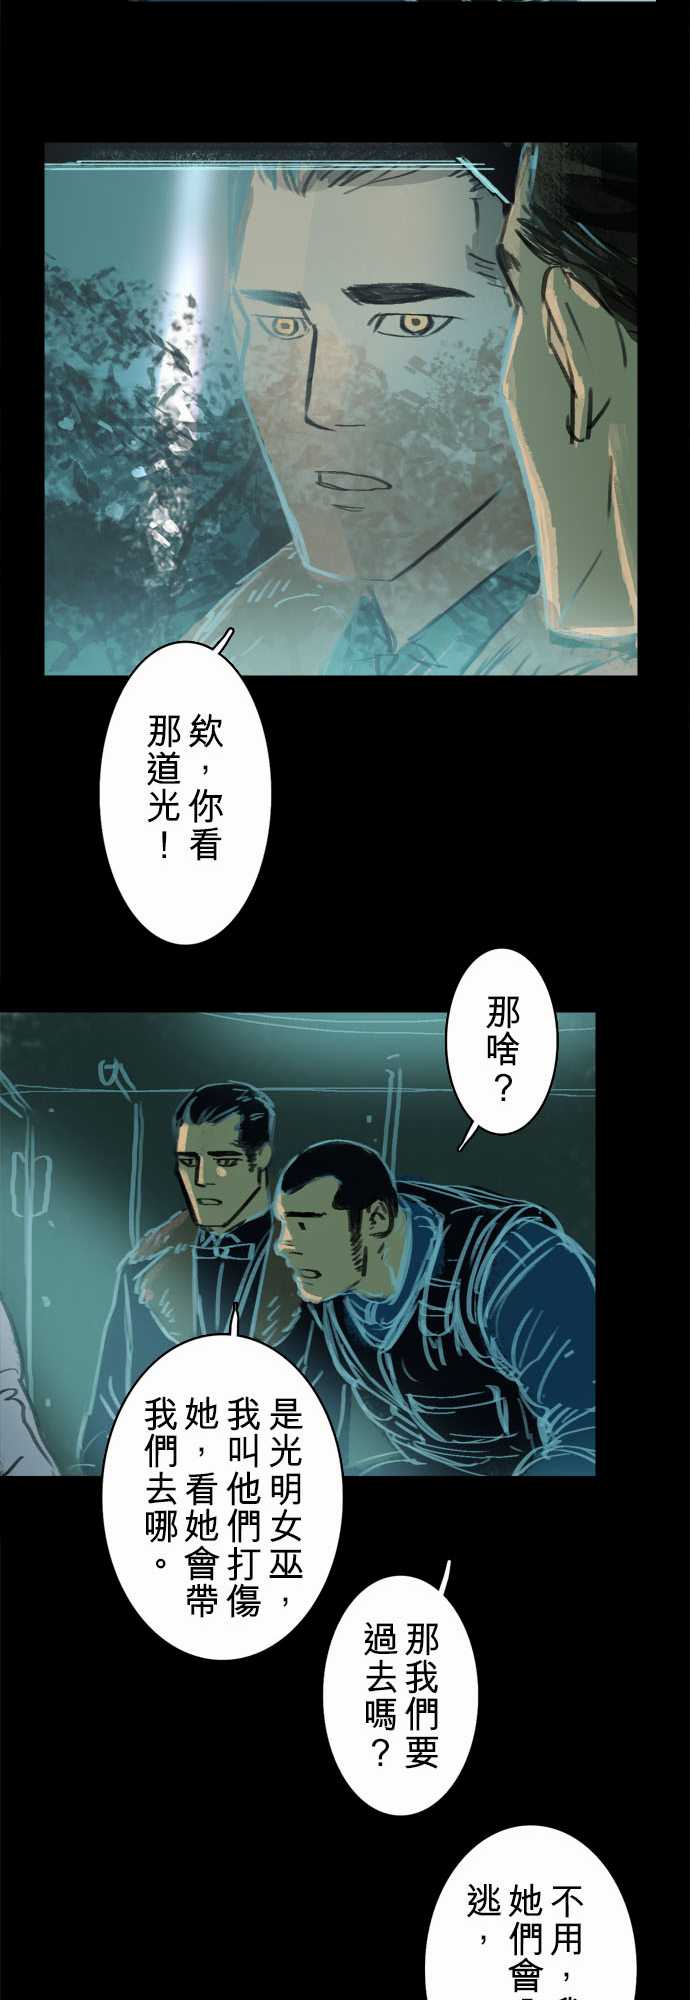 欸，你看
那道光！
那啥？
是光明女巫，
我叫他們打傷
她，看她會帶
我們去哪。
那我們要
過去嗎？
不用，
她們會
逃，